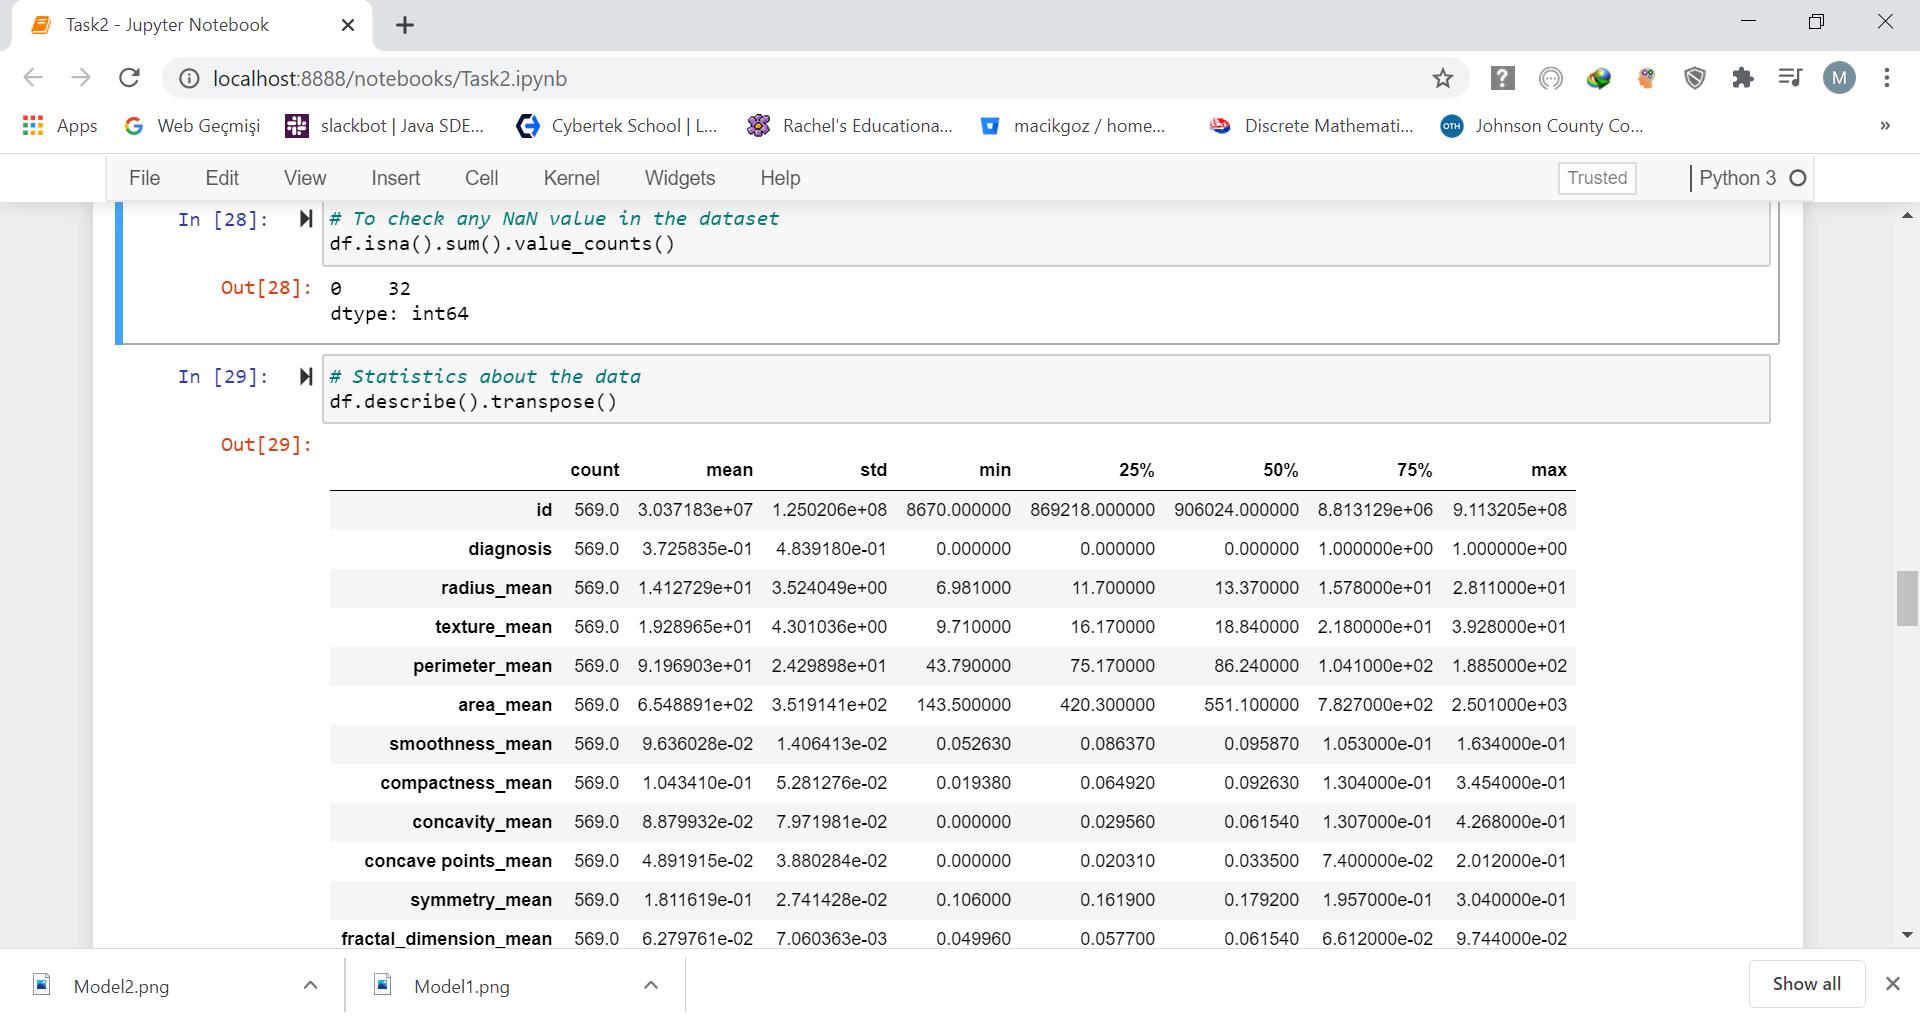 Task2 - Jupyter Notebook
localhost:8888/notebooks/Task2.ipynb
M
Apps Web Geçmişi slackbot | Java SDE... Cybertek School | L... Rachel's Educationa... macikgoz / home... Discrete Mathemati... OTH Johnson County Co... »
File Edit View Insert Cell Kernel Widgets Help Trusted Python 3
In [28]: # To check any NaN value in the dataset
df.isna().sum().value_counts()
Out[28]: 0 32
dtype: int64
In [29]: # Statistics about the data
df.describe().transpose()
Out[29]:
count mean std min 25% 50% 75% max
id 569.0 3.037183e+07 1.250206e+08 8670.000000 869218.000000 906024.000000 8.813129e+06 9.113205e+08
diagnosis 569.0 3.725835e-01 4.839180e-01 0.000000 0.000000 0.000000 1.000000e+00 1.000000e+00
radius_mean 569.0 1.412729e+01 3.524049e+00 6.981000 11.700000 13.370000 1.578000e+01 2.811000e+01
texture_mean 569.0 1.928965e+01 4.301036e+00 9.710000 16.170000 18.840000 2.180000e+01 3.928000e+01
perimeter_mean 569.0 9.196903e+01 2.429898e+01 43.790000 75.170000 86.240000 1.041000e+02 1.885000e+02
area_mean 569.0 6.548891e+02 3.519141e+02 143.500000 420.300000 551.100000 7.827000e+02 2.501000e+03
smoothness_mean 569.0 9.636028e-02 1.406413e-02 0.052630 0.086370 0.095870 1.053000e-01 1.634000e-01
compactness_mean 569.0 1.043410e-01 5.281276e-02 0.019380 0.064920 0.092630 1.304000e-01 3.454000e-01
concavity_mean 569.0 8.879932e-02 7.971981e-02 0.000000 0.029560 0.061540 1.307000e-01 4.268000e-01
concave points_mean 569.0 4.891915e-02 3.880284e-02 0.000000 0.020310 0.033500 7.400000e-02 2.012000e-01
symmetry_mean 569.0 1.811619e-01 2.741428e-02 0.106000 0.161900 0.179200 1.957000e-01 3.040000e-01
fractal_dimension_mean 569.0 6.279761e-02 7.060363e-03 0.049960 0.057700 0.061540 6.612000e-02 9.744000e-02
Model2.png Model1.png Show all